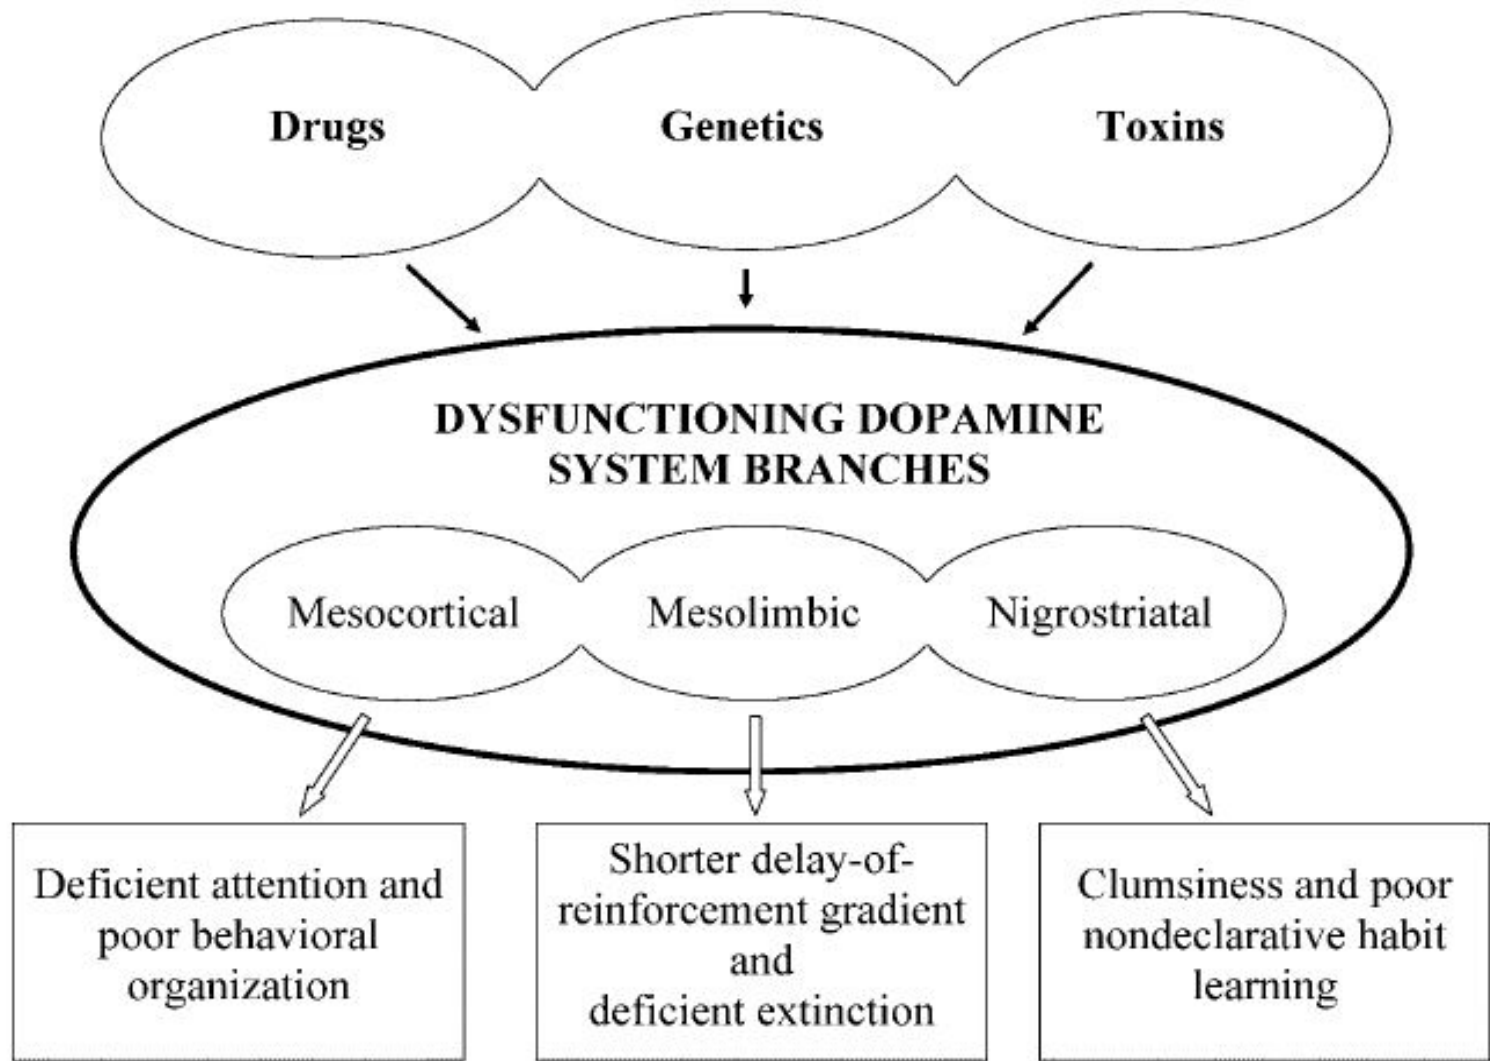 Drugs
Genetics
Toxins
DYSFUNCTIONING DOPAMINE
SYSTEM BRANCHES
Mesocortical
Mesolimbic
Nigrostriatal
Deficient attention and
poor behavioral
organization
Shorter delay-of-
reinforcement gradient
and
deficient extinction
Clumsiness and poor
nondeclarative habit
learning